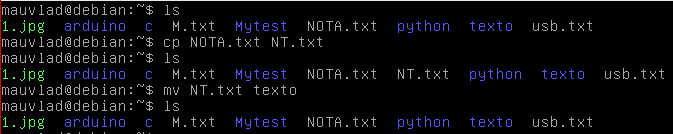 mauvlad@debian:~$ ls
1.jpg arduino c M.txt Mytest NOTA.txt python texto usb.txt
mauvlad@debian:~$ cp NOTA.txt NT.txt
mauvlad@debian:~$ ls
1.jpg arduino c M.txt Mytest NOTA.txt NT.txt python texto usb.txt
mauvlad@debian:~$ mv NT.txt texto
mauvlad@debian:~$ ls
1.jpg arduino c M.txt Mytest NOTA.txt python texto usb.txt